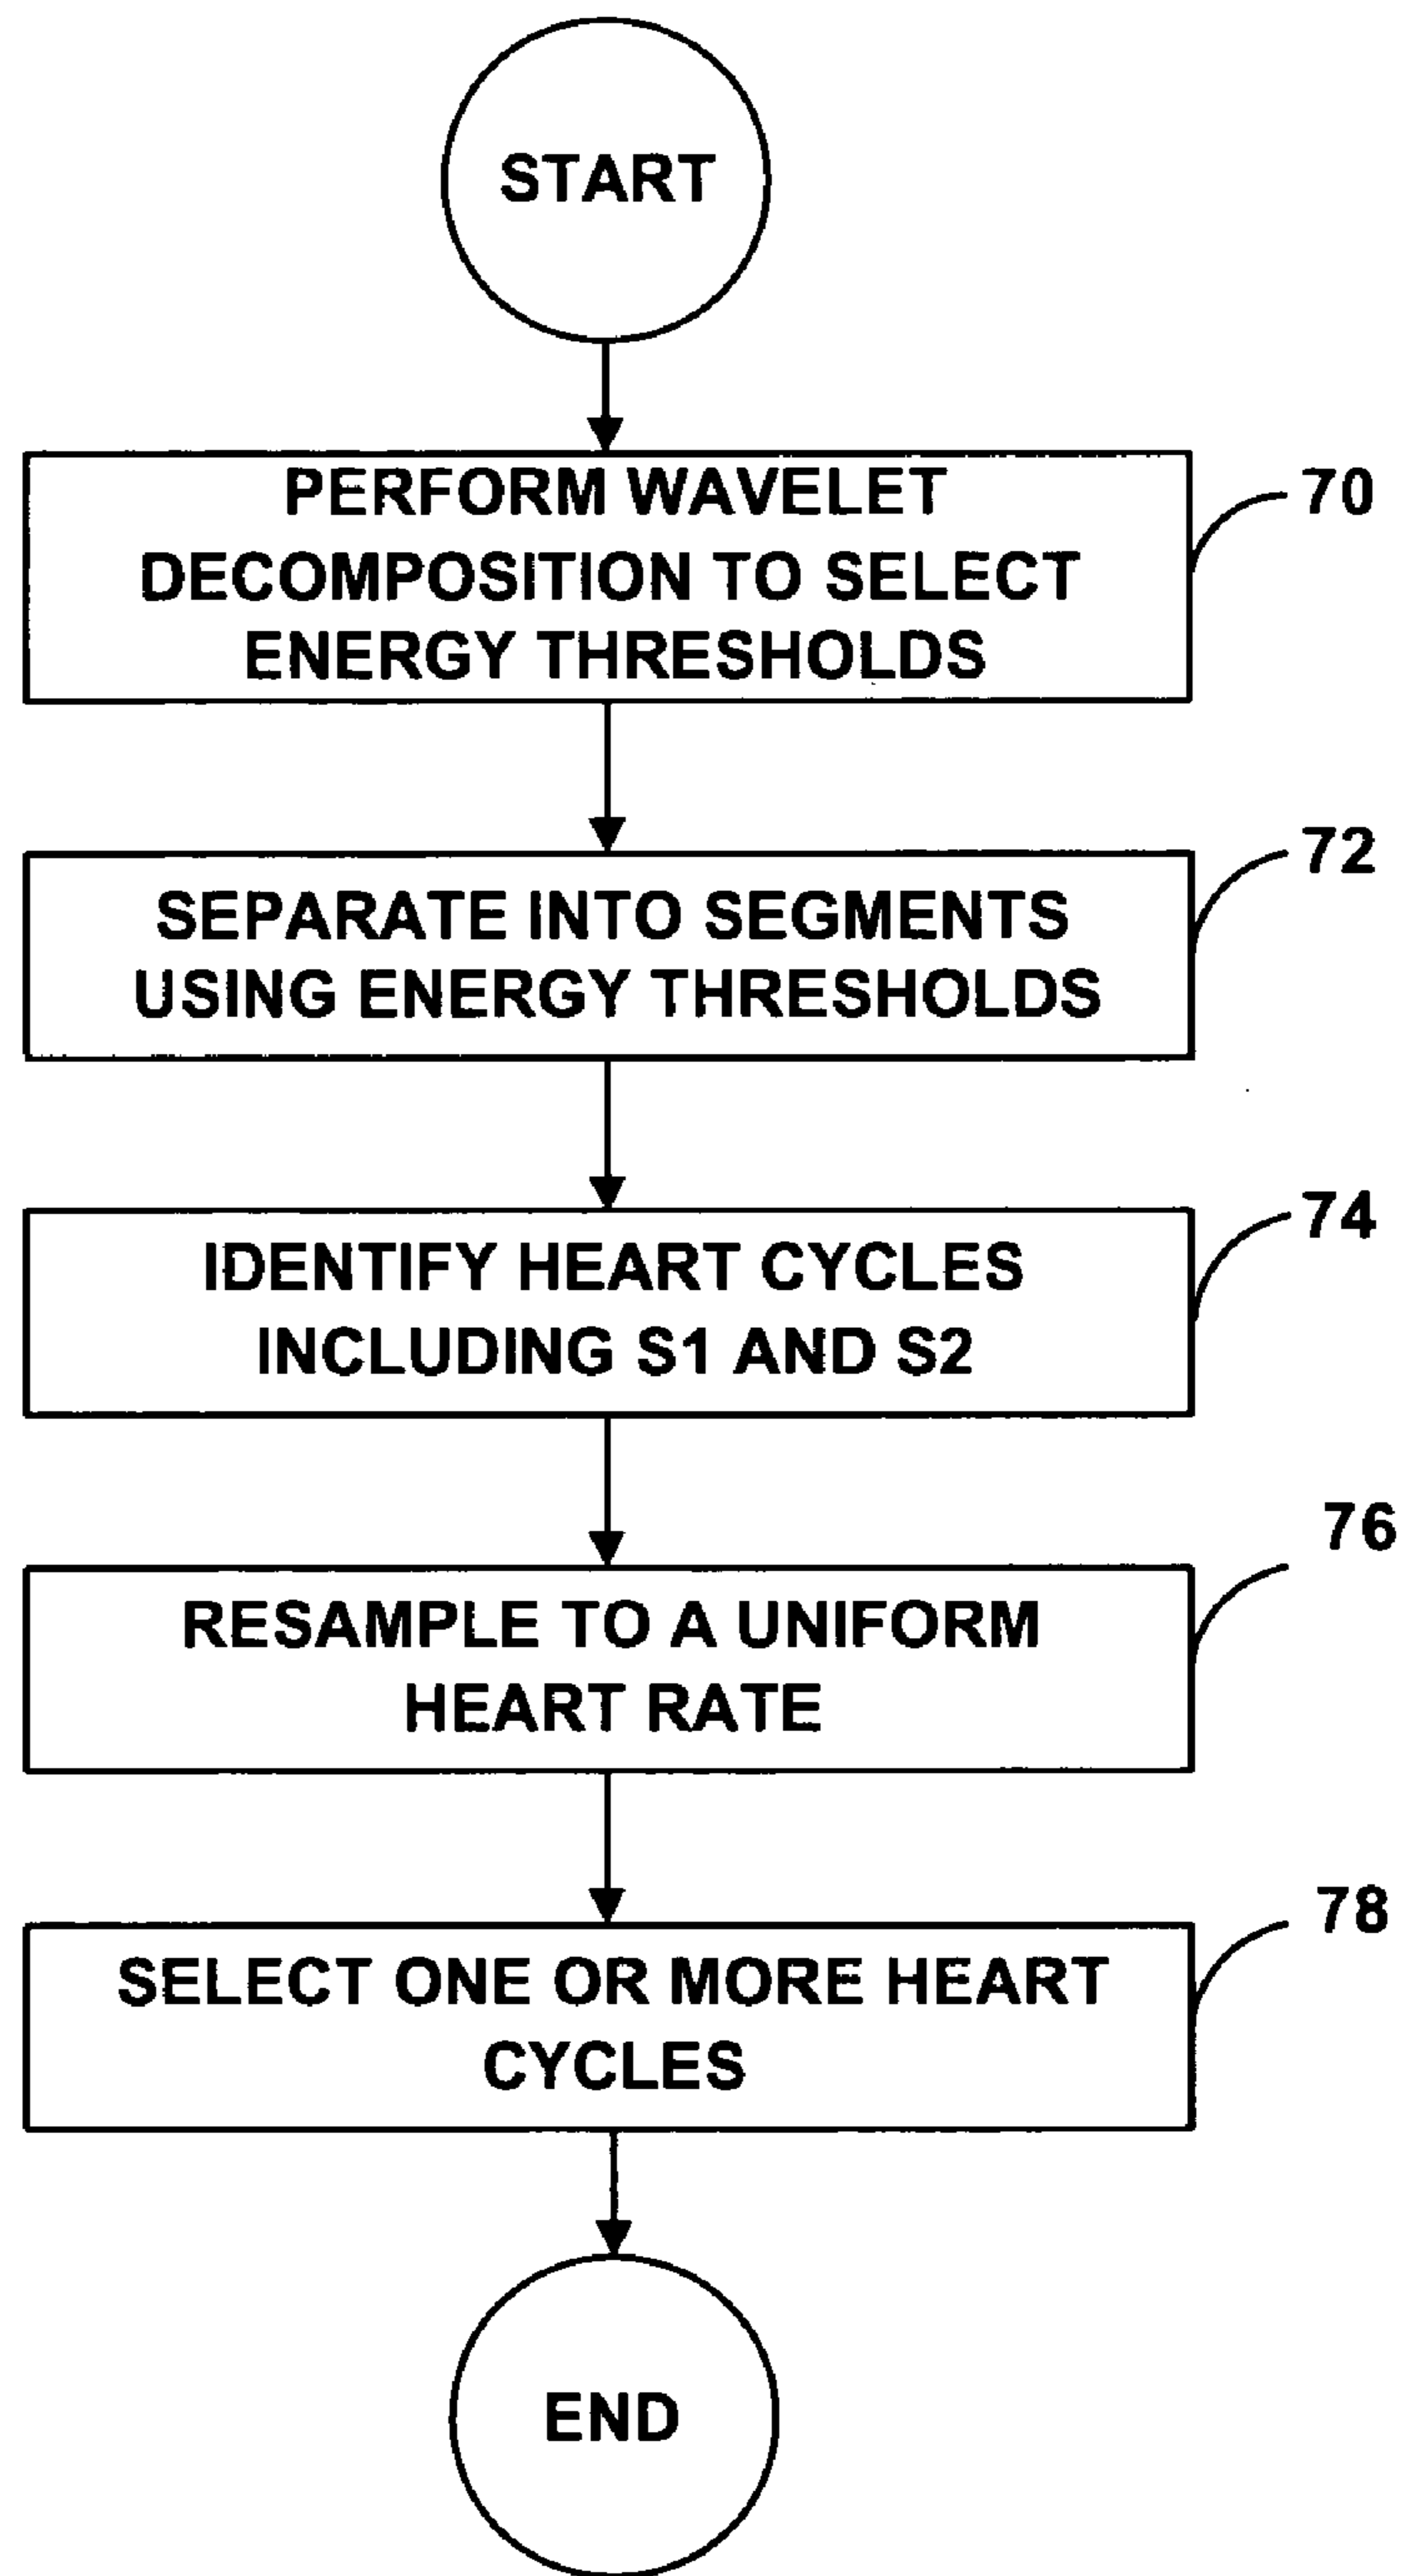 START
PERFORM WAVELET
DECOMPOSITION TO SELECT
ENERGY THRESHOLDS
70
SEPARATE INTO SEGMENTS
USING ENERGY THRESHOLDS
72
IDENTIFY HEART CYCLES
INCLUDING S1 AND S2
74
RESAMPLE TO A UNIFORM
HEART RATE
76
SELECT ONE OR MORE HEART
CYCLES
78
END